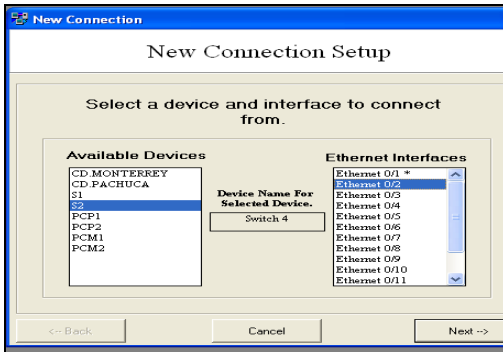 New Connection
New Connection Setup
Select a device and interface to connect
from.
Available Devices
CD.MONTERREY
CD.PACHUCA
S1
S2
PCP1
PCP2
PCM1
PCM2
Device Name For
Selected Device.
Switch 4
Ethernet Interfaces
Ethernet 0/1 *
Ethernet 0/2
Ethernet 0/3
Ethernet 0/4
Ethernet 0/5
Ethernet 0/6
Ethernet 0/7
Ethernet 0/8
Ethernet 0/9
Ethernet 0/10
Ethernet 0/11
<-- Back
Cancel
Next -->